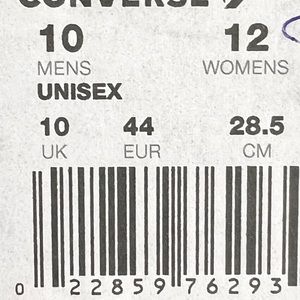 CONVERSE
10 12
MENS WOMENS
UNISEX
10 44 28.5
UK EUR CM
0 22859 76293